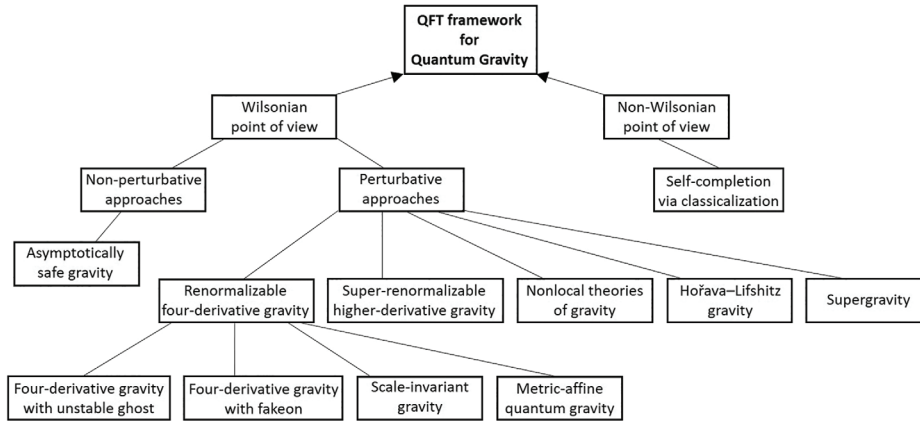 QFT framework
for
Quantum Gravity
Wilsonian
point of view
Non-Wilsonian
point of view
Non-perturbative
approaches
Perturbative
approaches
Self-completion
via classicalization
Asymptotically
safe gravity
Renormalizable
four-derivative gravity
Super-renormalizable
higher-derivative gravity
Nonlocal theories
of gravity
Hořava–Lifshitz
gravity
Supergravity
Four-derivative gravity
with unstable ghost
Four-derivative gravity
with fakeon
Scale-invariant
gravity
Metric-affine
quantum gravity